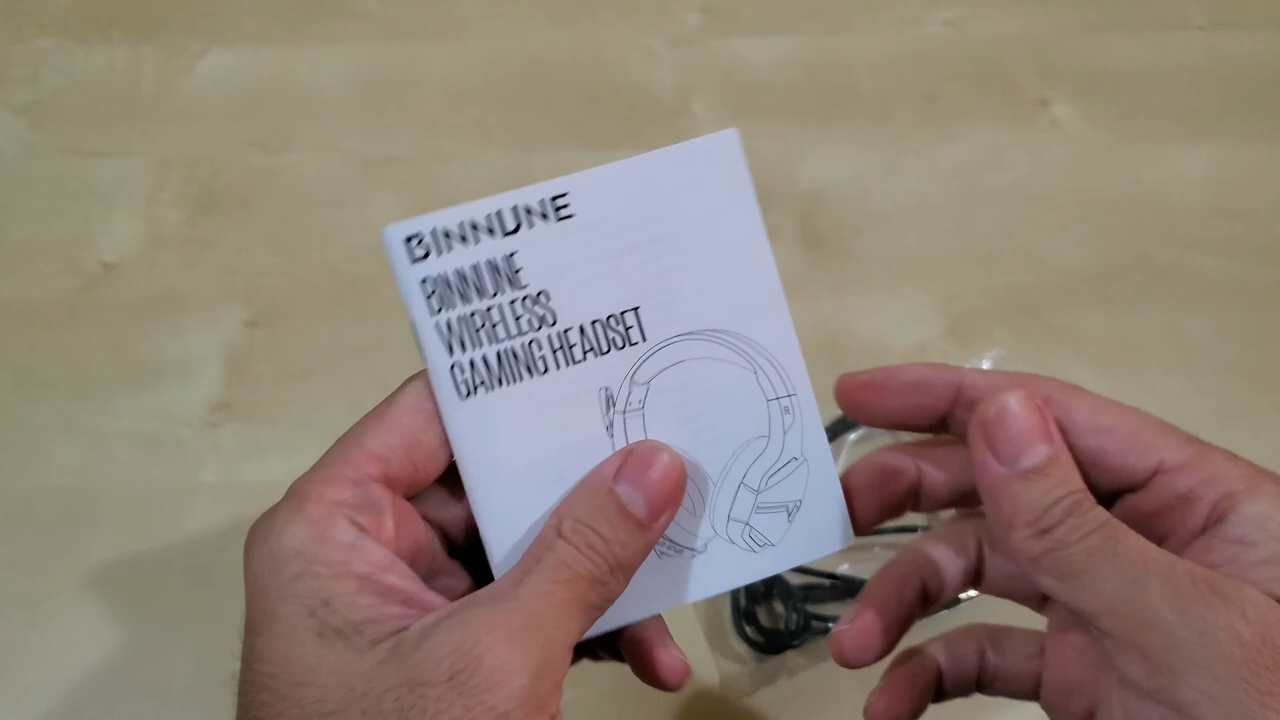 BINNUNE
BINNUNE
WIRELESS
GAMING HEADSET
R